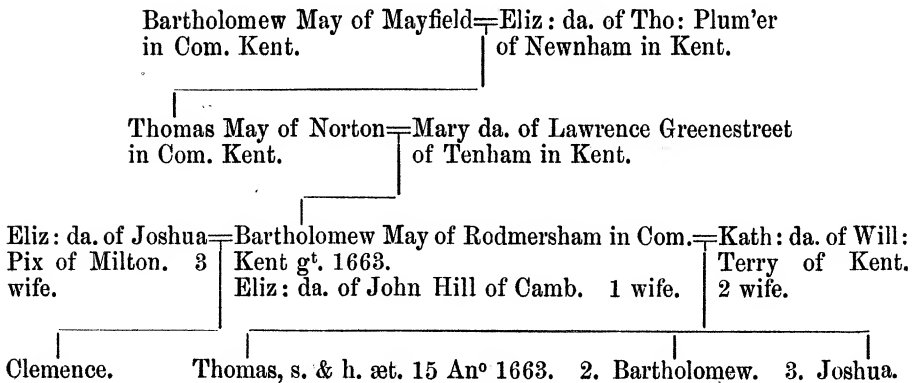 Bartholomew May of Mayfield=Eliz: da. of Tho: Plum'er
in Com. Kent. of Newnham in Kent.
Thomas May of Norton=Mary da. of Lawrence Greenestreet
in Com. Kent. of Tenham in Kent.
Eliz: da. of Joshua=Bartholomew May of Rodmersham in Com.=Kath: da. of Will:
Pix of Milton. 3 Kent gᵗ. 1663. Terry of Kent.
wife. Eliz: da. of John Hill of Camb. 1 wife. 2 wife.
Clemence. Thomas, s. & h. æt. 15 Anº 1663. 2. Bartholomew. 3. Joshua.